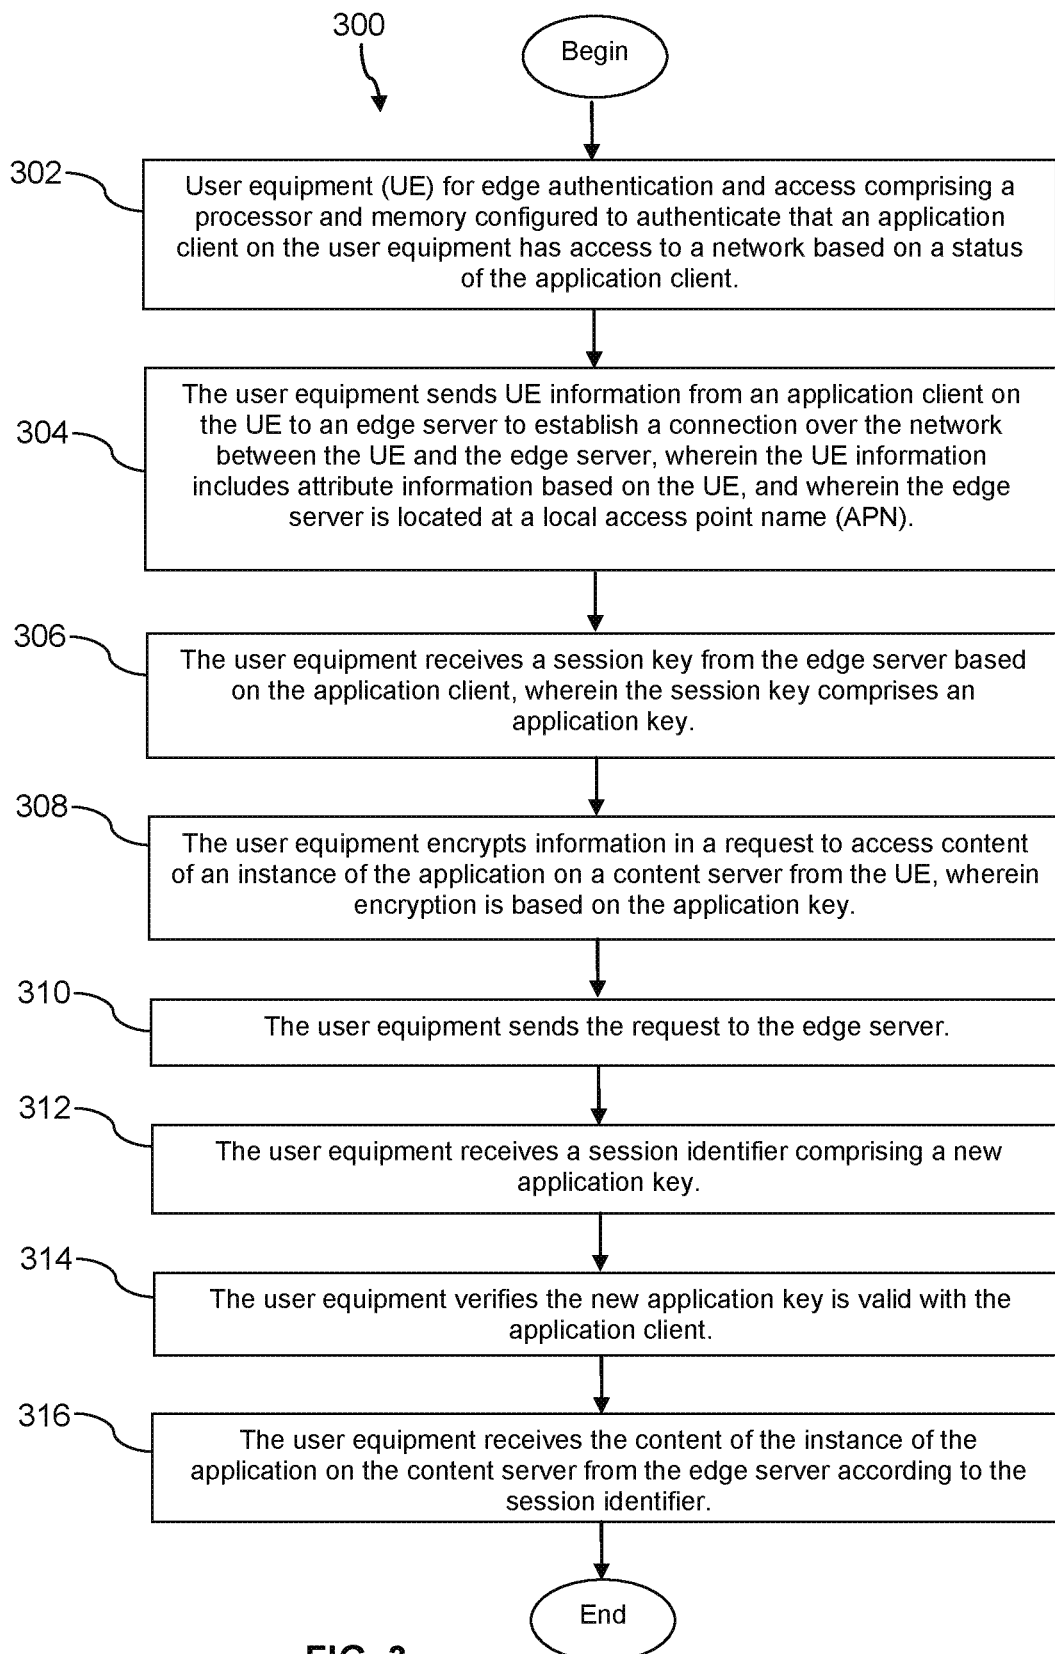 300
Begin
302
User equipment (UE) for edge authentication and access comprising a
processor and memory configured to authenticate that an application
client on the user equipment has access to a network based on a status
of the application client.
304
The user equipment sends UE information from an application client on
the UE to an edge server to establish a connection over the network
between the UE and the edge server, wherein the UE information
includes attribute information based on the UE, and wherein the edge
server is located at a local access point name (APN).
306
The user equipment receives a session key from the edge server based
on the application client, wherein the session key comprises an
application key.
308
The user equipment encrypts information in a request to access content
of an instance of the application on a content server from the UE, wherein
encryption is based on the application key.
310
The user equipment sends the request to the edge server.
312
The user equipment receives a session identifier comprising a new
application key.
314
The user equipment verifies the new application key is valid with the
application client.
316
The user equipment receives the content of the instance of the
application on the content server from the edge server according to the
session identifier.
End
FIG. 3